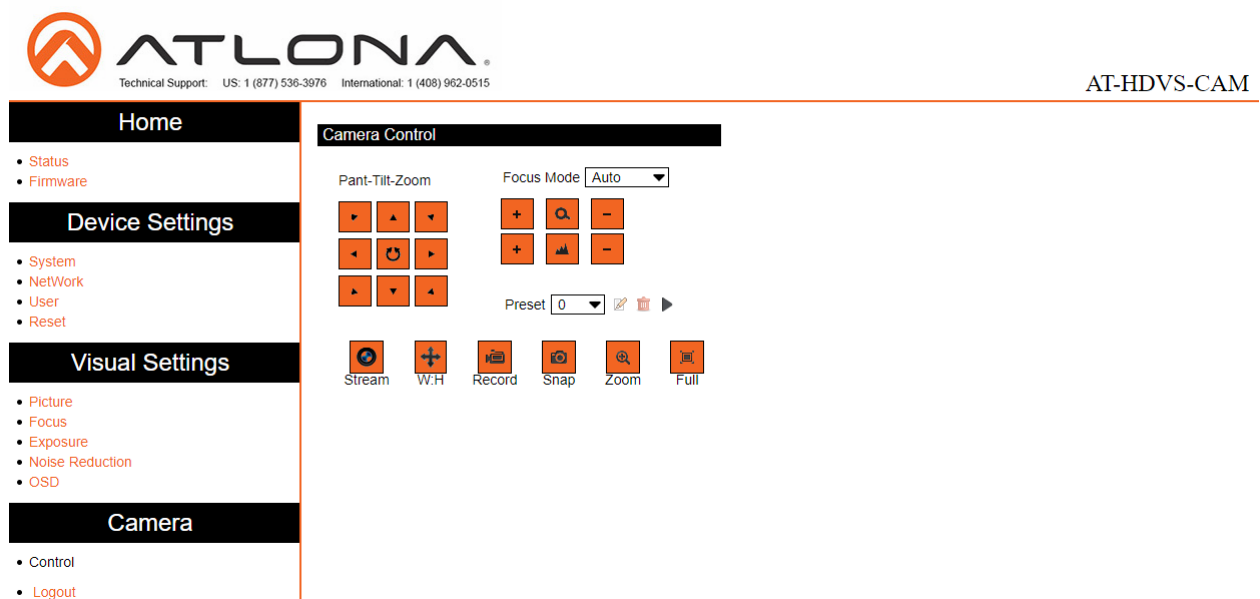 ATLONA®
Technical Support: US: 1 (877) 536-3976 International: 1 (408) 962-0515
AT-HDVS-CAM
Home
Status
Firmware
Device Settings
System
NetWork
User
Reset
Visual Settings
Picture
Focus
Exposure
Noise Reduction
OSD
Camera
Control
Logout
Camera Control
Pant-Tilt-Zoom
Focus Mode Auto
Preset 0
Stream W:H Record Snap Zoom Full